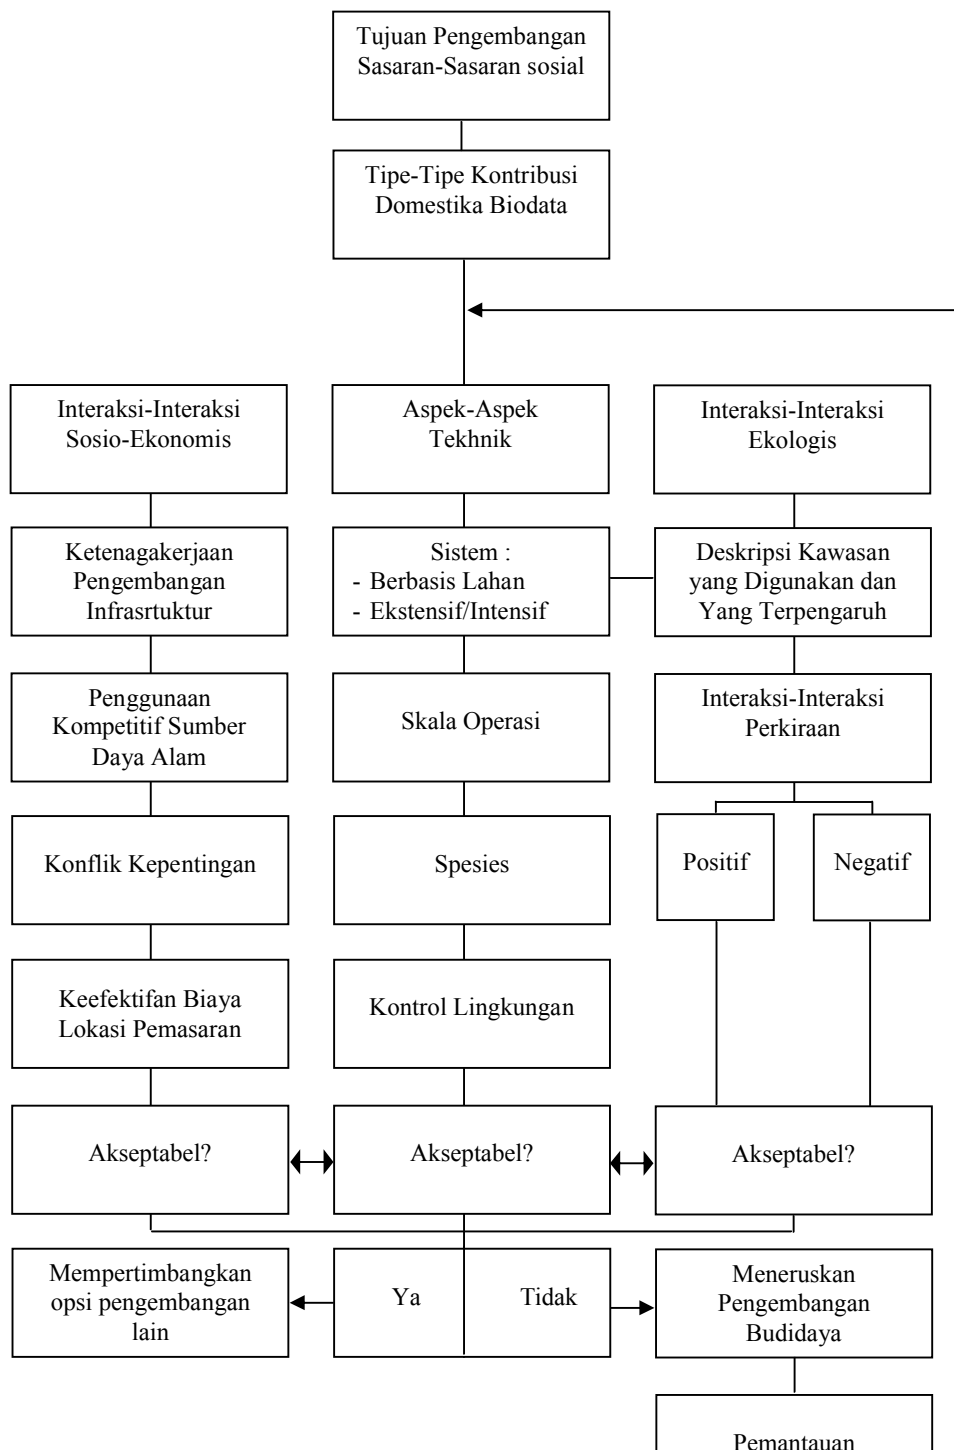 Tujuan Pengembangan
Sasaran-Sasaran sosial
Tipe-Tipe Kontribusi
Domestika Biodata
Interaksi-Interaksi
Sosio-Ekonomis
Aspek-Aspek
Tekhnik
Interaksi-Interaksi
Ekologis
Ketenagakerjaan
Pengembangan
Infrasrtuktur
Sistem :
- Berbasis Lahan
- Ekstensif/Intensif
Deskripsi Kawasan
yang Digunakan dan
Yang Terpengaruh
Penggunaan
Kompetitif Sumber
Daya Alam
Skala Operasi
Interaksi-Interaksi
Perkiraan
Konflik Kepentingan
Spesies
Positif
Negatif
Keefektifan Biaya
Lokasi Pemasaran
Kontrol Lingkungan
Akseptabel?
Akseptabel?
Akseptabel?
Mempertimbangkan
opsi pengembangan
lain
Ya
Tidak
Meneruskan
Pengembangan
Budidaya
Pemantauan